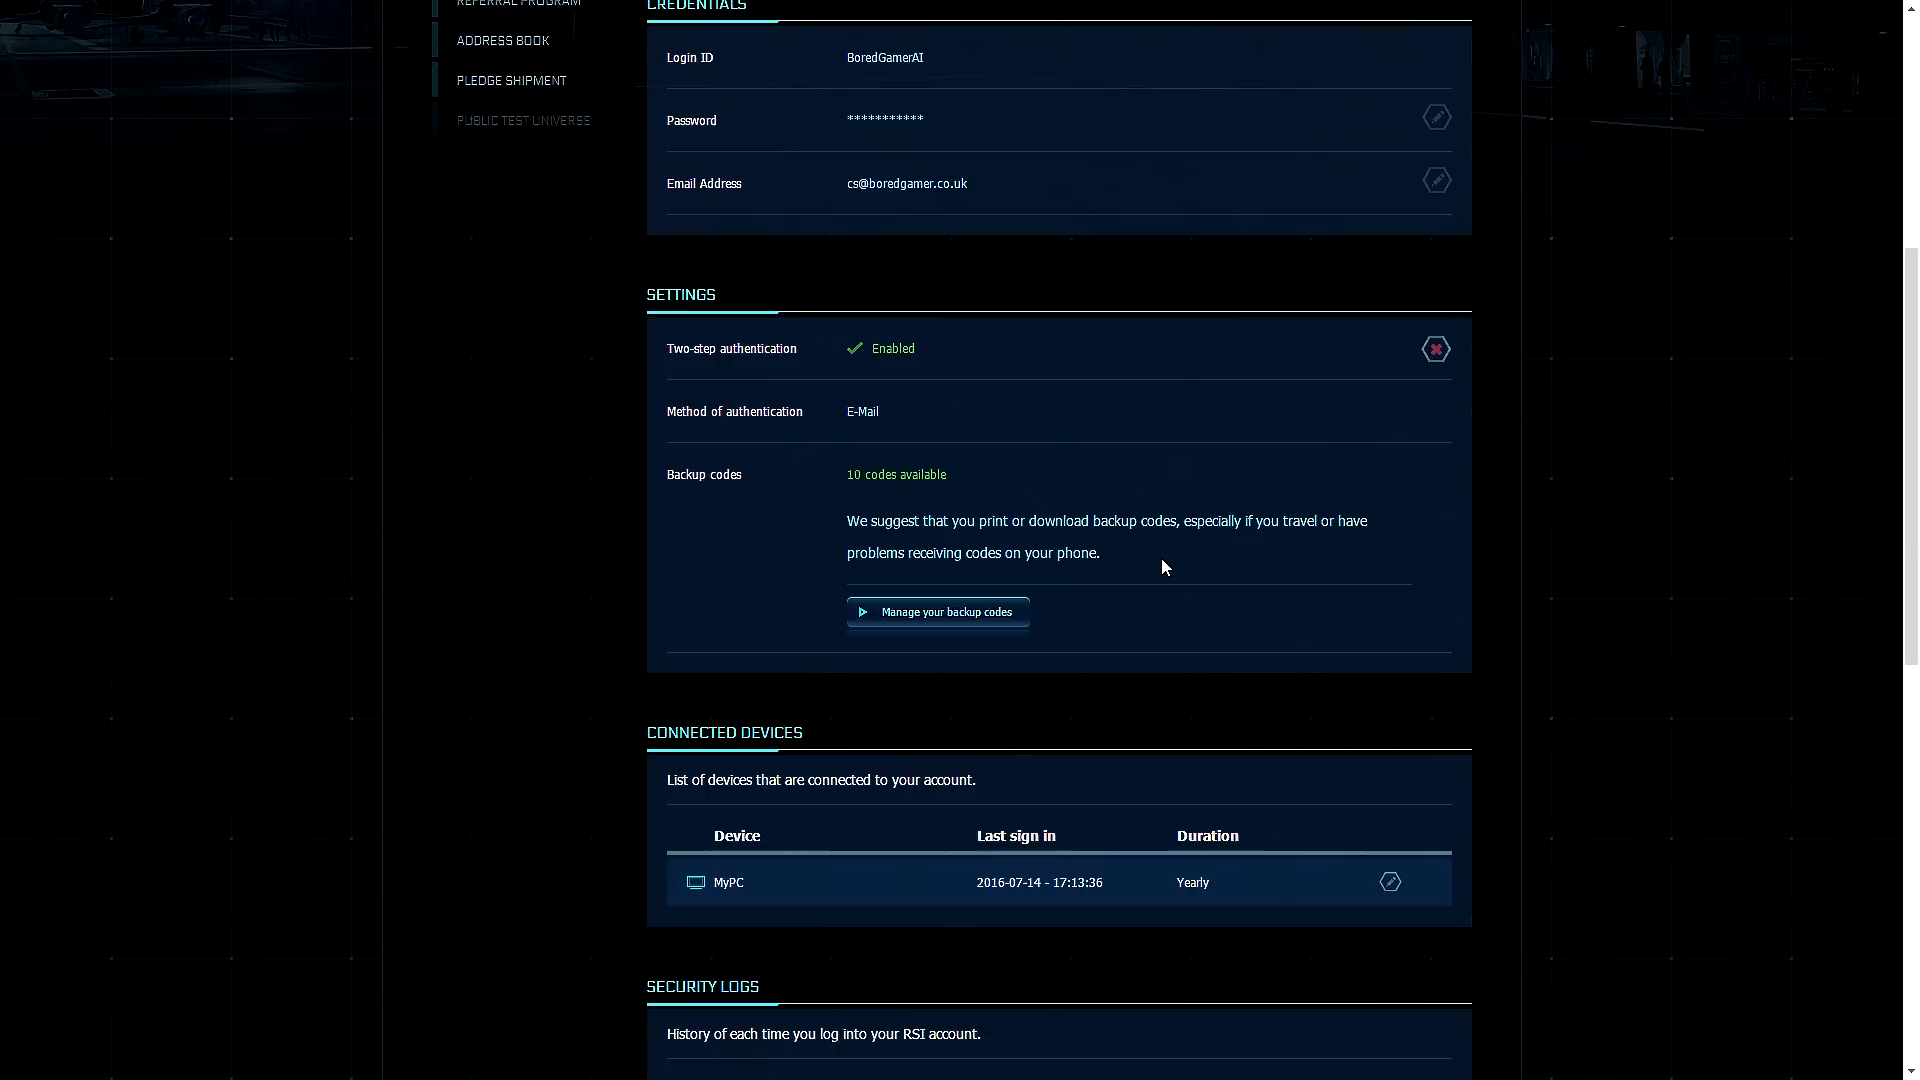 REFERRAL PROGRAM
ADDRESS BOOK
PLEDGE SHIPMENT
PUBLIC TEST UNIVERSE
CREDENTIALS
Login ID BoredGamerAI
Password ***********
Email Address cs@boredgamer.co.uk
SETTINGS
Two-step authentication Enabled
Method of authentication E-Mail
Backup codes 10 codes available
We suggest that you print or download backup codes, especially if you travel or have
problems receiving codes on your phone.
Manage your backup codes
CONNECTED DEVICES
List of devices that are connected to your account.
Device Last sign in Duration
MyPC 2016-07-14 - 17:13:36 Yearly
SECURITY LOGS
History of each time you log into your RSI account.